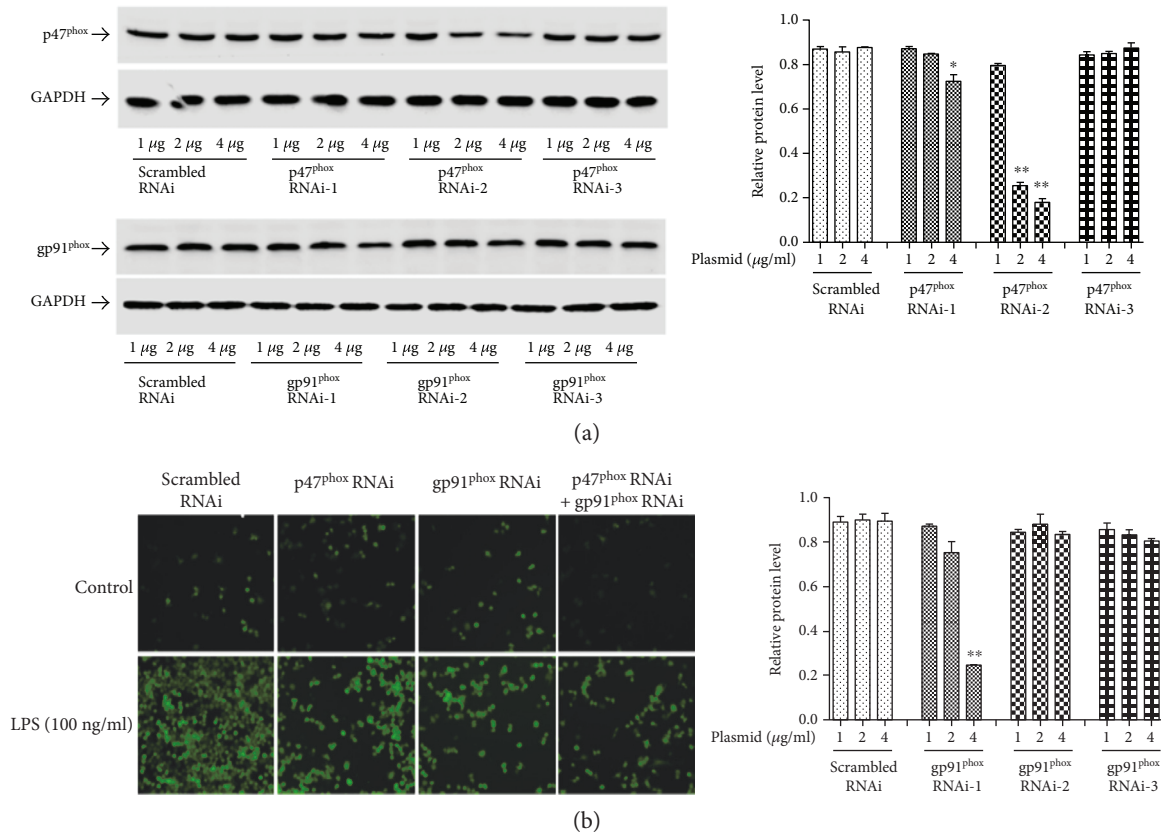 p47phox →
GAPDH →
1 μg 2 μg 4 μg 1 μg 2 μg 4 μg 1 μg 2 μg 4 μg 1 μg 2 μg 4 μg
Scrambled RNAi
p47phox RNAi-1
p47phox RNAi-2
p47phox RNAi-3
gp91phox →
GAPDH →
1 μg 2 μg 4 μg 1 μg 2 μg 4 μg 1 μg 2 μg 4 μg 1 μg 2 μg 4 μg
Scrambled RNAi
gp91phox RNAi-1
gp91phox RNAi-2
gp91phox RNAi-3
Relative protein level
1.0
0.8
0.6
0.4
0.2
0.0
*
**
**
Plasmid (μg/ml) 1 2 4 1 2 4 1 2 4 1 2 4
Scrambled RNAi
p47phox RNAi-1
p47phox RNAi-2
p47phox RNAi-3
(a)
Scrambled RNAi
p47phox RNAi
gp91phox RNAi
p47phox RNAi + gp91phox RNAi
Control
LPS (100 ng/ml)
Relative protein level
1.0
0.8
0.6
0.4
0.2
0.0
**
Plasmid (μg/ml) 1 2 4 1 2 4 1 2 4 1 2 4
Scrambled RNAi
gp91phox RNAi-1
gp91phox RNAi-2
gp91phox RNAi-3
(b)